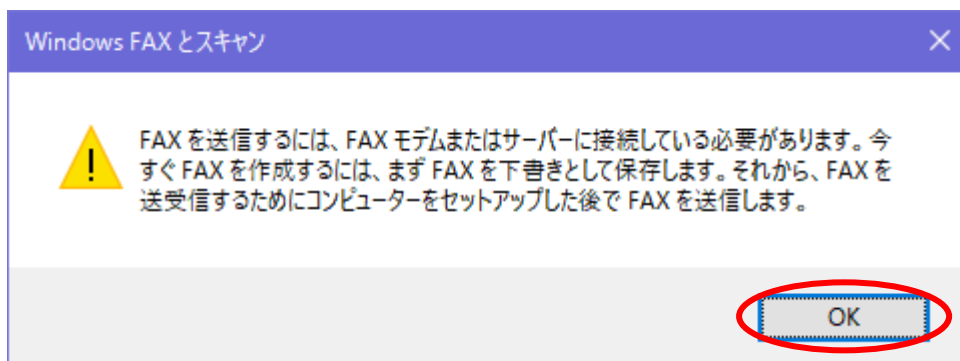 Windows FAX とスキャン
FAX を送信するには、FAX モデムまたはサーバーに接続している必要があります。今
すぐ FAX を作成するには、まず FAX を下書きとして保存します。それから、FAX を
送受信するためにコンピューターをセットアップした後で FAX を送信します。
OK